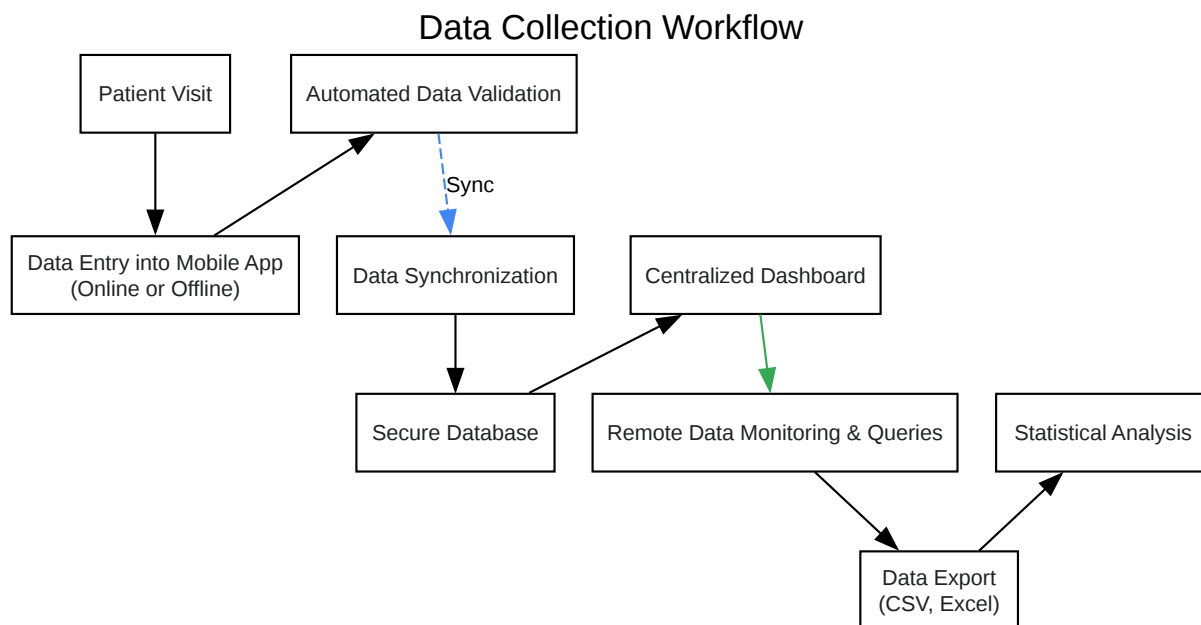 Data Collection Workflow
Patient Visit
Automated Data Validation
Sync
Data Entry into Mobile App
(Online or Offline)
Data Synchronization
Centralized Dashboard
Secure Database
Remote Data Monitoring & Queries
Statistical Analysis
Data Export
(CSV, Excel)